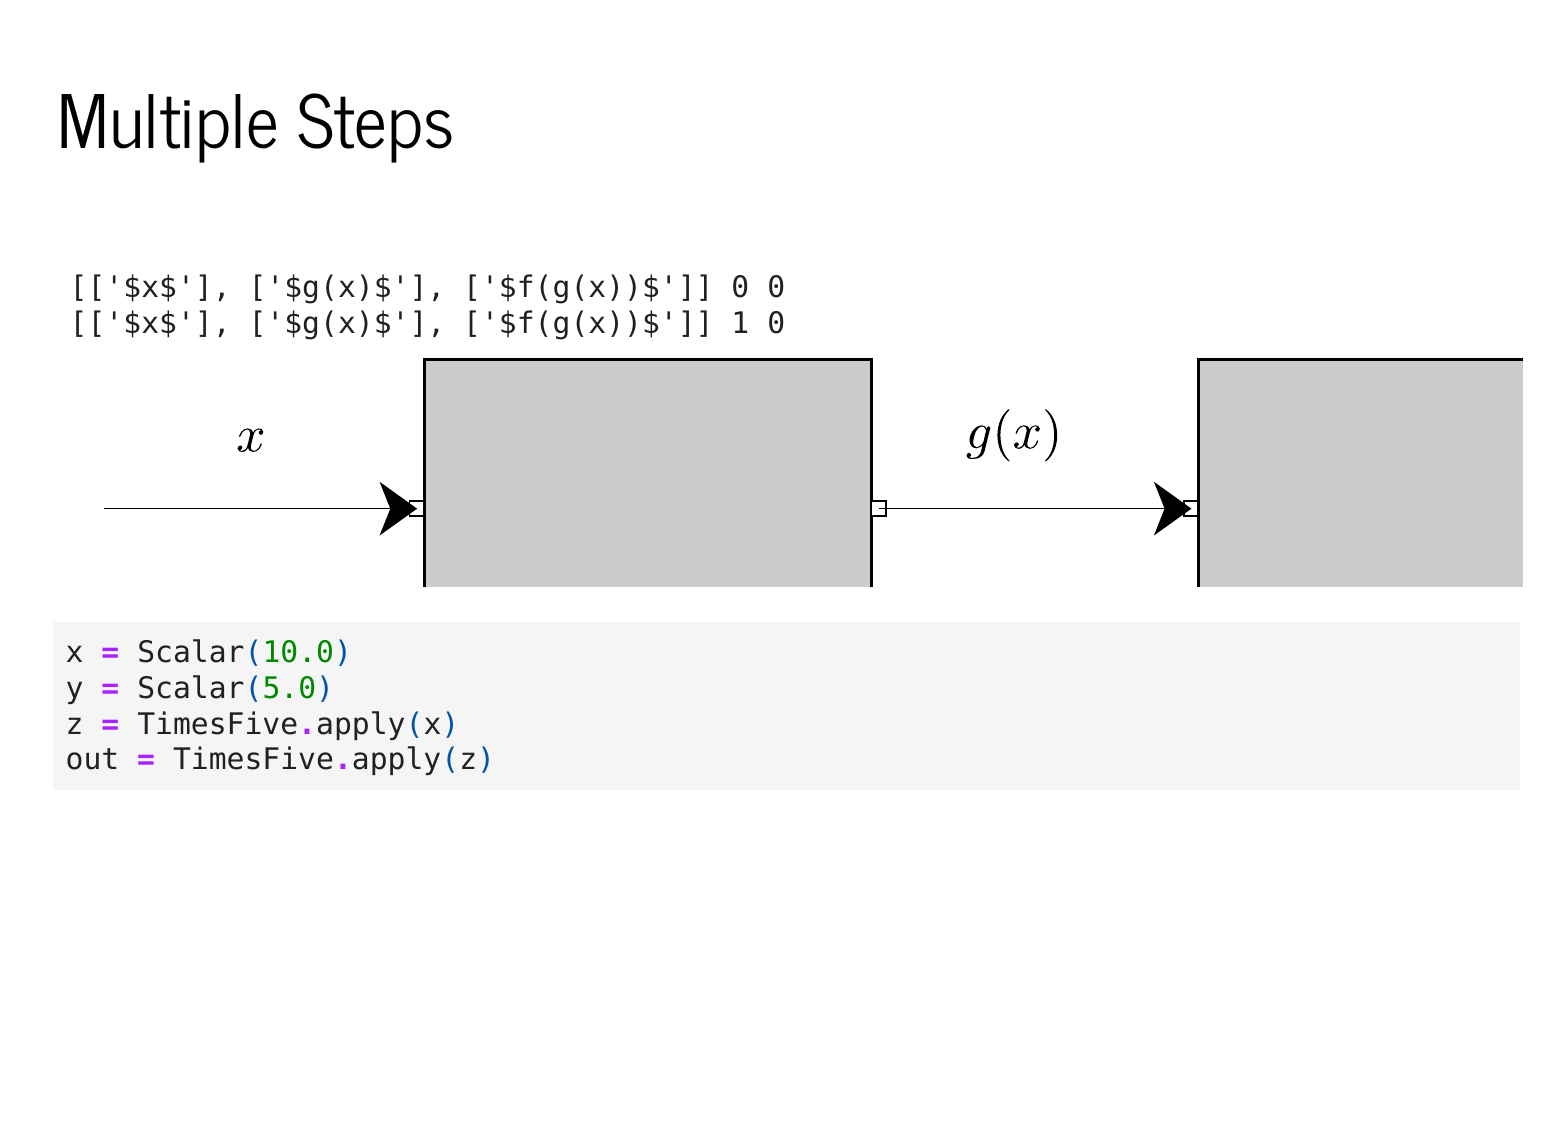 Multiple Steps
[['$x$'], ['$g(x)$'], ['$f(g(x))$']] 0 0
[['$x$'], ['$g(x)$'], ['$f(g(x))$']] 1 0
x
g(x)
x = Scalar(10.0)
y = Scalar(5.0)
z = TimesFive.apply(x)
out = TimesFive.apply(z)